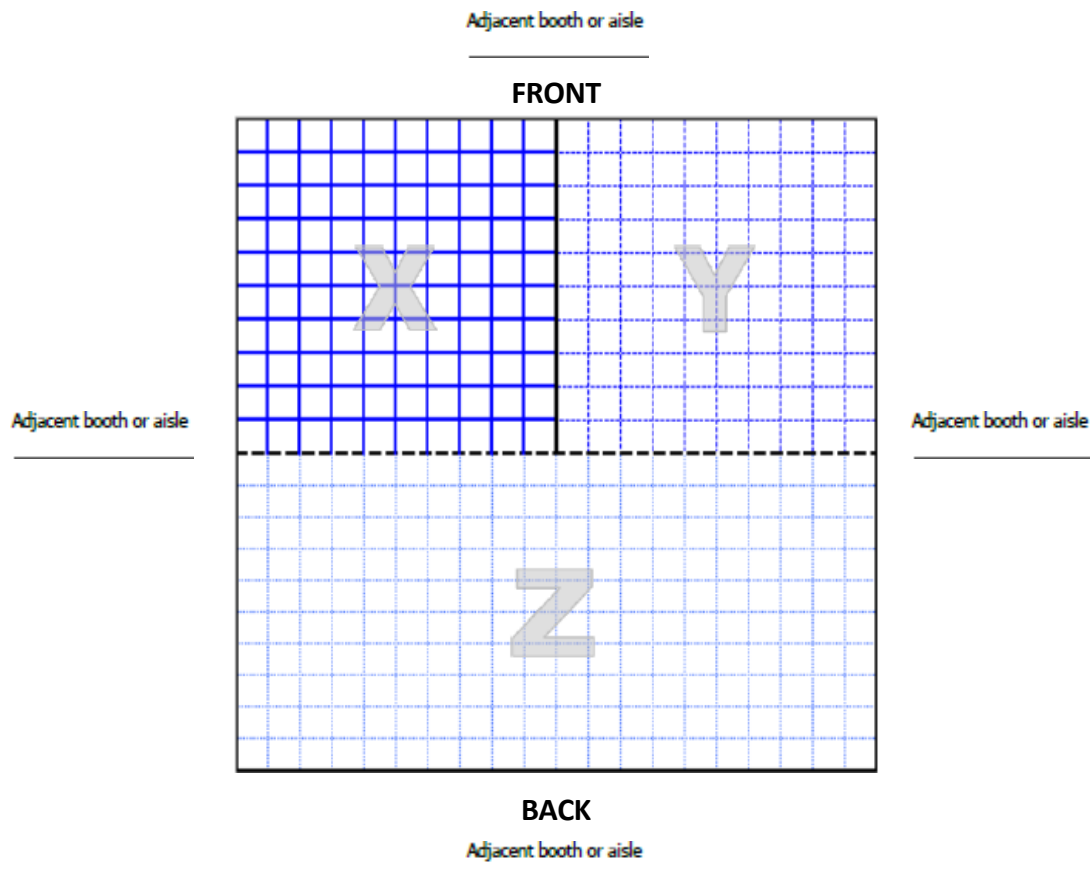 Adjacent booth or aisle
FRONT
X
Y
Adjacent booth or aisle
Adjacent booth or aisle
Z
BACK
Adjacent booth or aisle